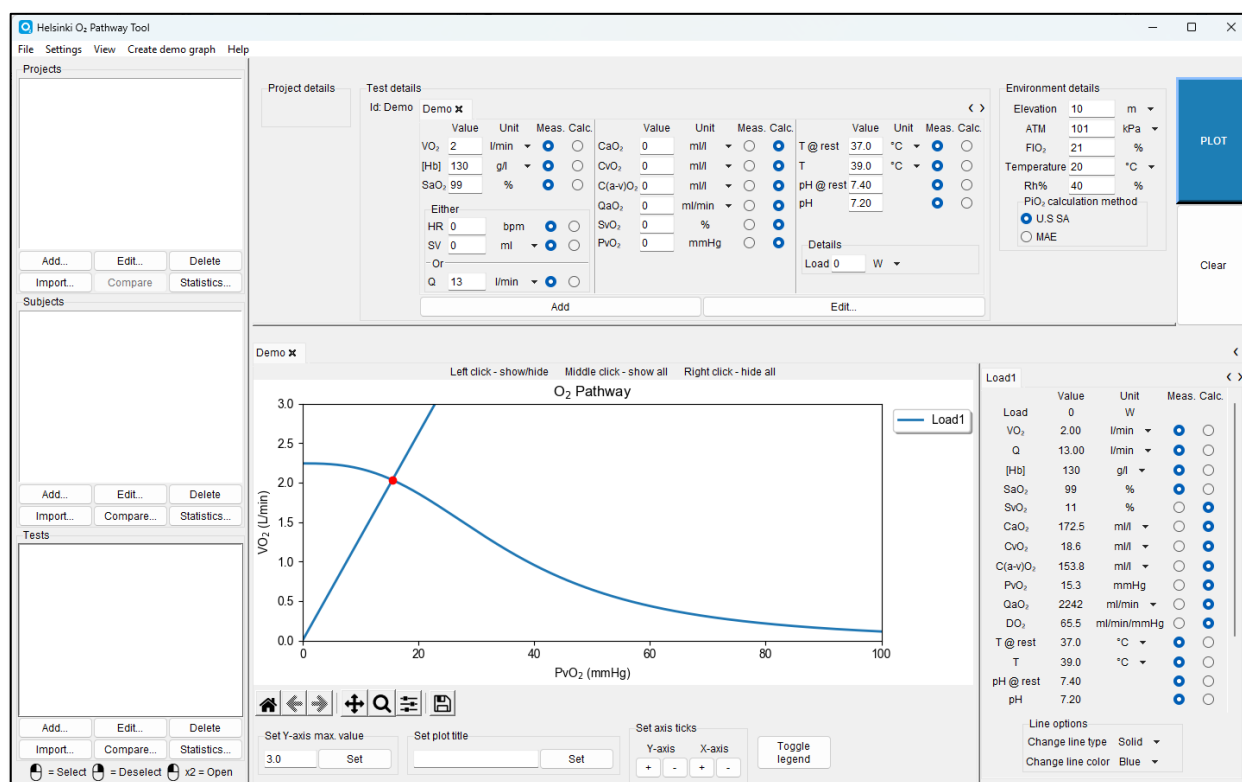 Helsinki O₂ Pathway Tool
File Settings View Create demo graph Help
Projects
Add... Edit... Delete
Import... Compare Statistics...
Subjects
Add... Edit... Delete
Import... Compare... Statistics...
Tests
Add... Edit... Delete
Import... Compare... Statistics...
= Select = Deselect x2 = Open
Project details
Test details
Id: Demo Demo ✖ < >
Value Unit Meas. Calc.
VO₂ 2 l/min
[Hb] 130 g/l
SaO₂ 99 %
Either
HR 0 bpm
SV 0 ml
Or
Q 13 l/min
Value Unit Meas. Calc.
CaO₂ 0 ml/l
CvO₂ 0 ml/l
C(a-v)O₂ 0 ml/l
QaO₂ 0 ml/min
SvO₂ 0 %
PvO₂ 0 mmHg
Value Unit Meas. Calc.
T @ rest 37.0 °C
T 39.0 °C
pH @ rest 7.40
pH 7.20
Details
Load 0 W
Add Edit...
Environment details
Elevation 10 m
ATM 101 kPa
FiO₂ 21 %
Temperature 20 °C
Rh% 40 %
PiO₂ calculation method
U.S SA
MAE
PLOT
Clear
Demo ✖ <
Left click - show/hide Middle click - show all Right click - hide all
O₂ Pathway
Load1
VO₂ (L/min)
3.0
2.5
2.0
1.5
1.0
0.5
0.0
0 20 40 60 80 100
PvO₂ (mmHg)
Set Y-axis max. value
3.0 Set
Set plot title
Set
Set axis ticks
Y-axis X-axis
+ - + -
Toggle
legend
Load1 < >
Value Unit Meas. Calc.
Load 0 W
VO₂ 2.00 l/min
Q 13.00 l/min
[Hb] 130 g/l
SaO₂ 99 %
SvO₂ 11 %
CaO₂ 172.5 ml/l
CvO₂ 18.6 ml/l
C(a-v)O₂ 153.8 ml/l
PvO₂ 15.3 mmHg
QaO₂ 2242 ml/min
DO₂ 65.5 ml/min/mmHg
T @ rest 37.0 °C
T 39.0 °C
pH @ rest 7.40
pH 7.20
Line options
Change line type Solid
Change line color Blue